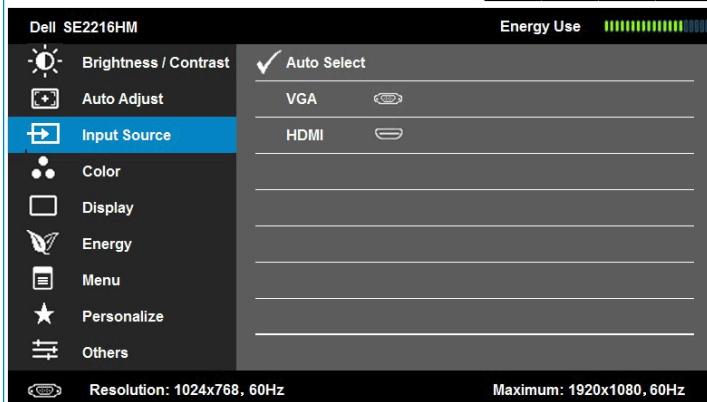 Dell SE2216HM Energy Use
Brightness / Contrast Auto Select
Auto Adjust VGA
Input Source HDMI
Color
Display
Energy
Menu
Personalize
Others
Resolution: 1024x768, 60Hz Maximum: 1920x1080, 60Hz